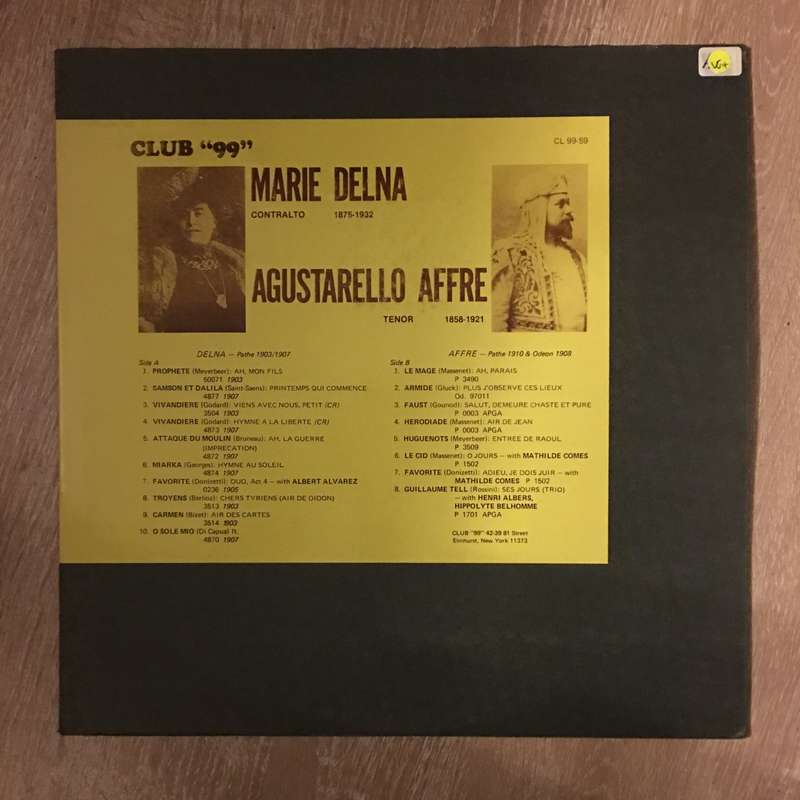 CLUB “99”
CL 99-59
MARIE DELNA
CONTRALTO 1875-1932
AGUSTARELLO AFFRE
TENOR 1858-1921
DELNA — Pathe 1903/1907
Side A
1. PROPHETE (Meyerbeer): AH, MON FILS
50071 1903
2. SAMSON ET DALILA (Saint-Saens): PRINTEMPS QUI COMMENCE
4877 1907
3. VIVANDIERE (Godard): VIENS AVEC NOUS, PETIT (CR)
3504 1903
4. VIVANDIERE (Godard): HYMNE A LA LIBERTE (CR)
4873 1907
5. ATTAQUE DU MOULIN (Bruneau): AH, LA GUERRE
(IMPRECATION)
4872 1907
6. MIARKA (Georges): HYMNE AU SOLEIL
4874 1907
7. FAVORITE (Donizetti): DUO, Act 4 — with ALBERT ALVAREZ
0236 1905
8. TROYENS (Berlioz): CHERS TYRIENS (AIR DE DIDON)
3513 1903
9. CARMEN (Bizet): AIR DES CARTES
3514 1903
10. O SOLE MIO (Di Capua) ft.
4870 1907
AFFRE — Pathe 1910 & Odeon 1908
Side B
1. LE MAGE (Massenet): AH, PARAIS
P 3490
2. ARMIDE (Gluck): PLUS J'OBSERVE CES LIEUX
Od. 97011
3. FAUST (Gounod): SALUT, DEMEURE CHASTE ET PURE
P 0003 APGA
4. HERODIADE (Massenet): AIR DE JEAN
P 0003 APGA
5. HUGUENOTS (Meyerbeer): ENTREE DE RAOUL
P 3509
6. LE CID (Massenet): O JOURS — with MATHILDE COMES
P 1502
7. FAVORITE (Donizetti): ADIEU, JE DOIS JUIR — with
MATHILDE COMES P 1502
8. GUILLAUME TELL (Rossini): SES JOURS (TRIO)
— with HENRI ALBERS,
HIPPOLYTE BELHOMME
P 1701 APGA
CLUB “99” 42-39 81 Street
Elmhurst, New York 11373